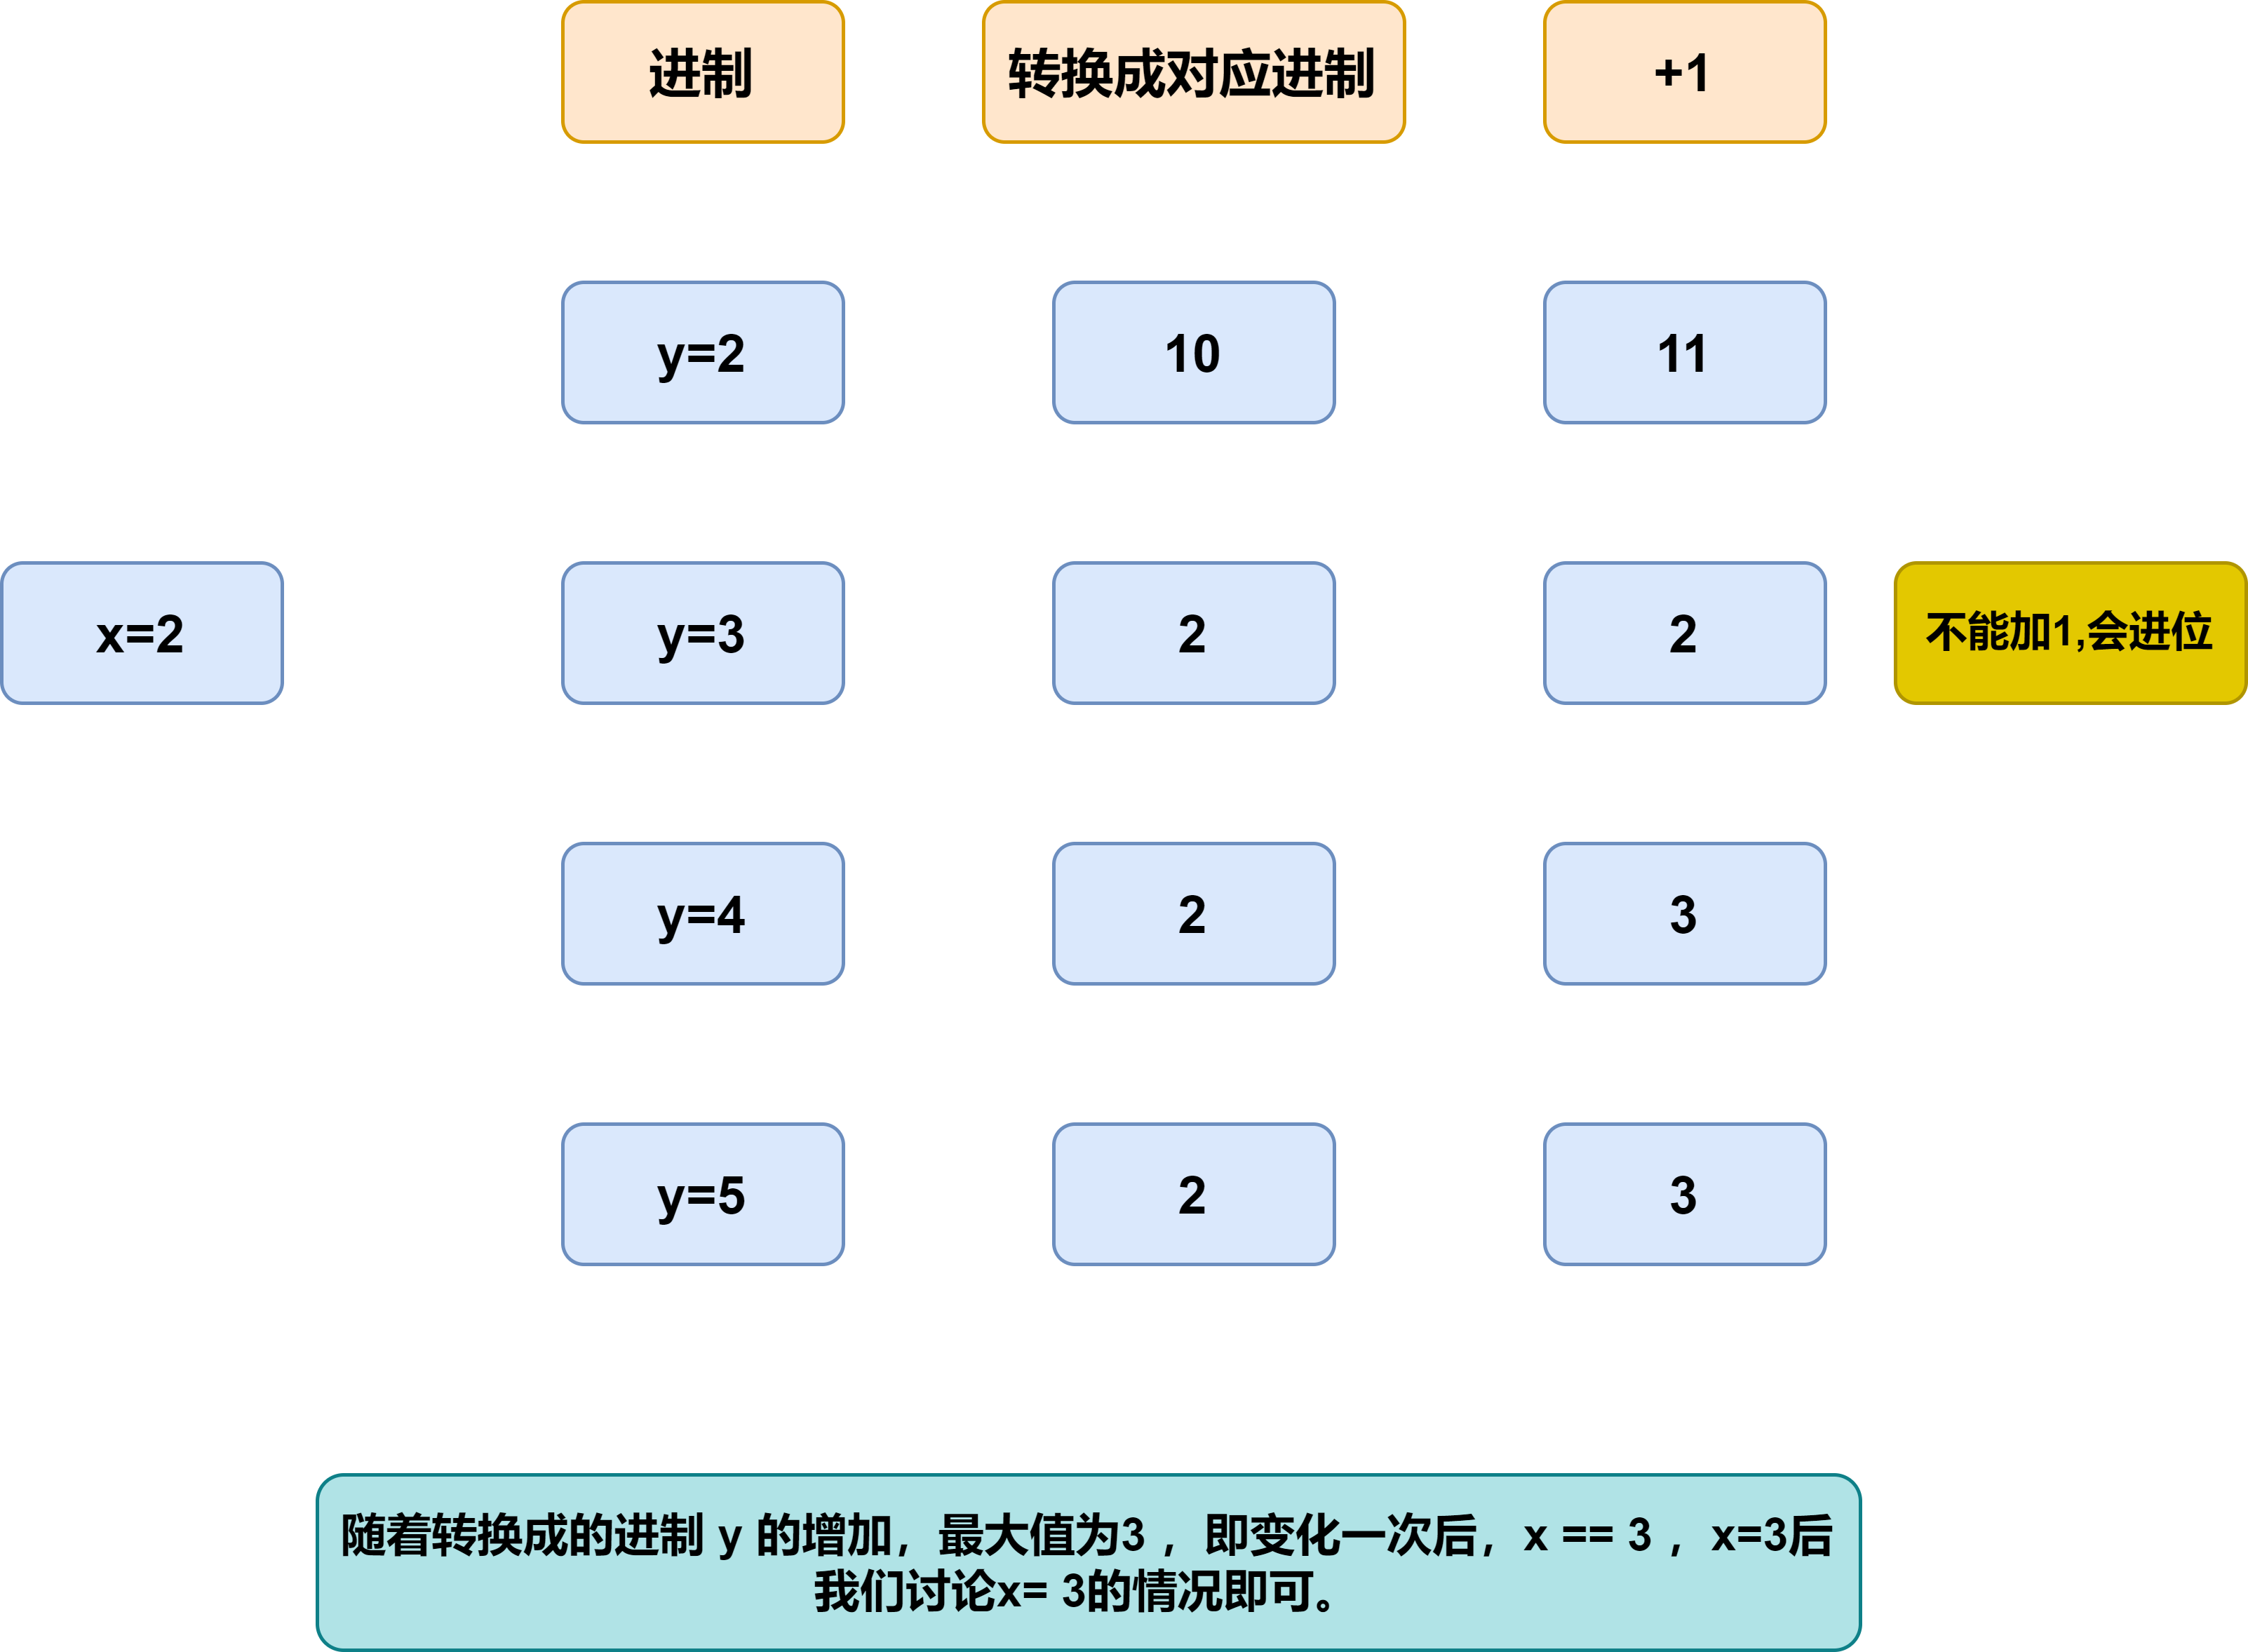 进制
转换成对应进制
+1
y=2
10
11
x=2
y=3
2
2
不能加1,会进位
y=4
2
3
y=5
2
3
随着转换成的进制 y 的增加，最大值为3 ，即变化一次后，x == 3 ，x=3后
我们讨论x= 3的情况即可。